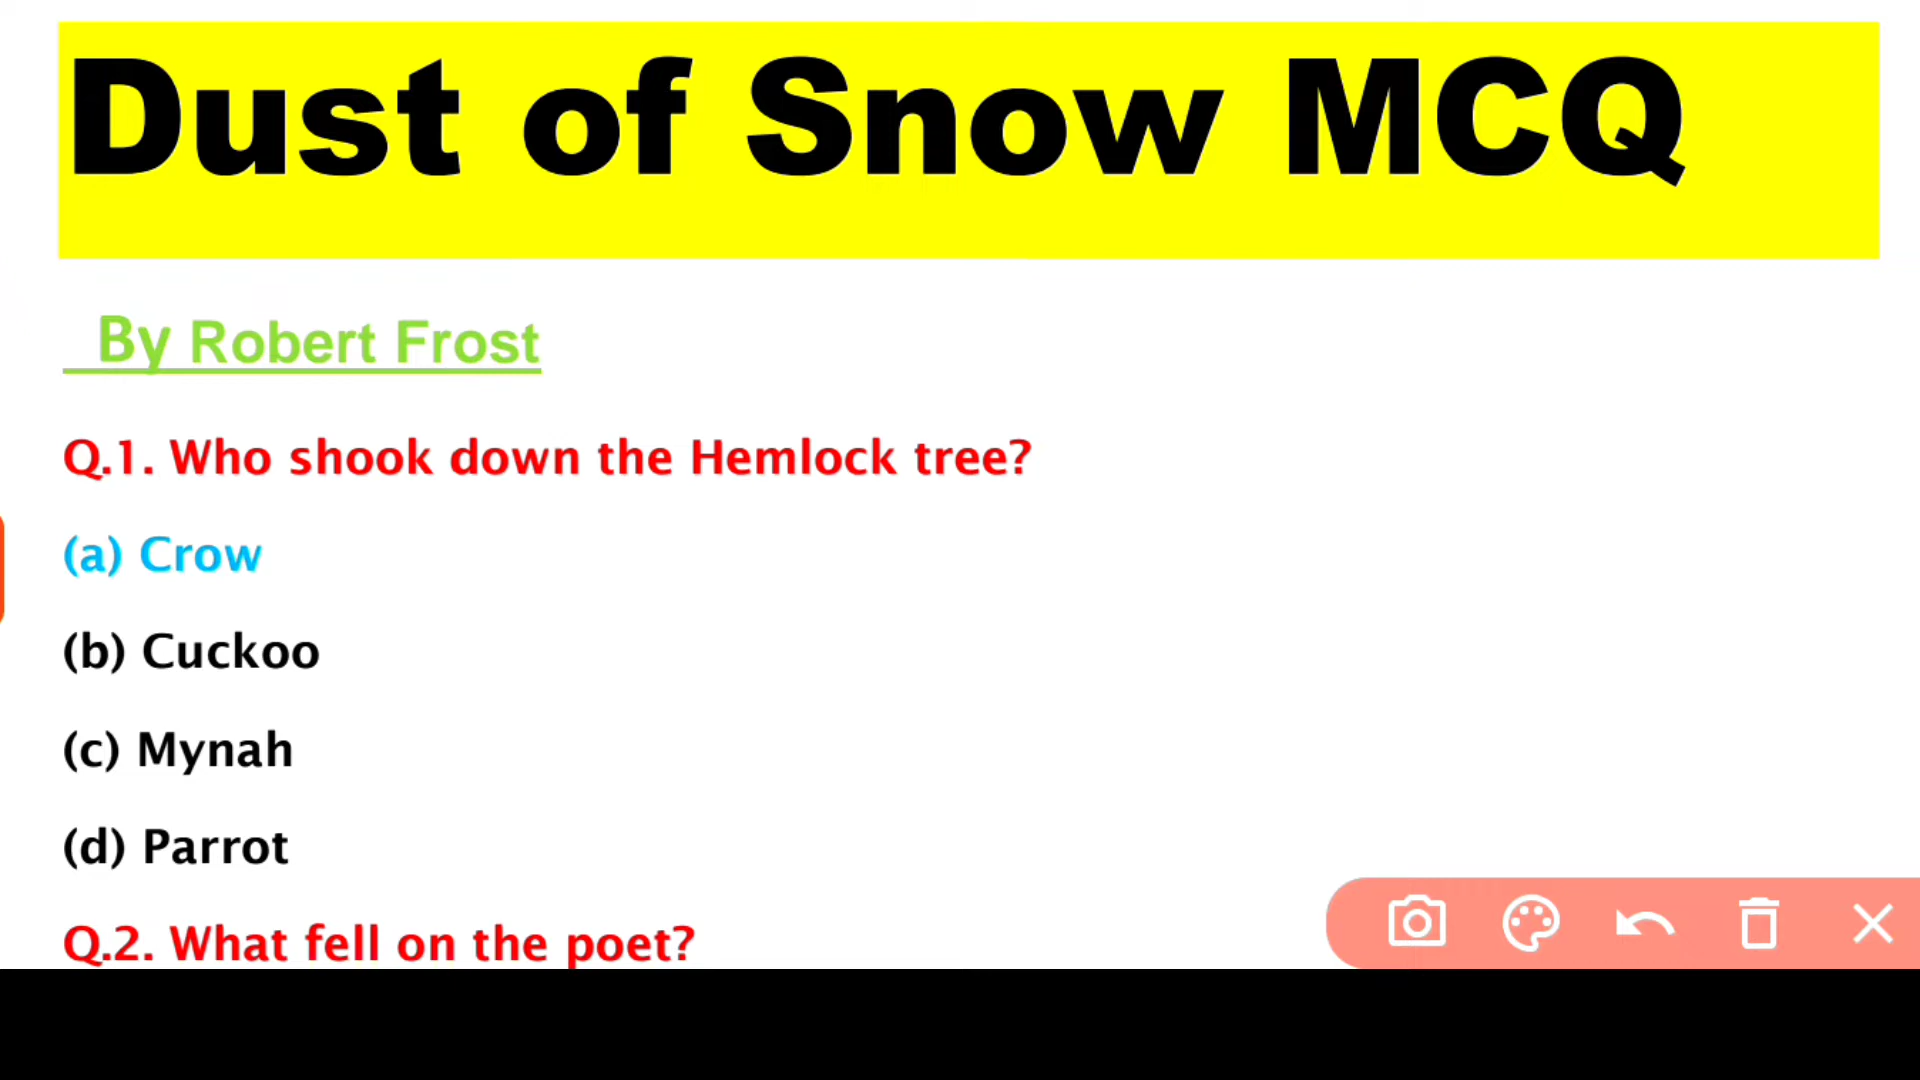 Dust of Snow MCQ
By Robert Frost
Q.1. Who shook down the Hemlock tree?
(a) Crow
(b) Cuckoo
(c) Mynah
(d) Parrot
Q.2. What fell on the poet?